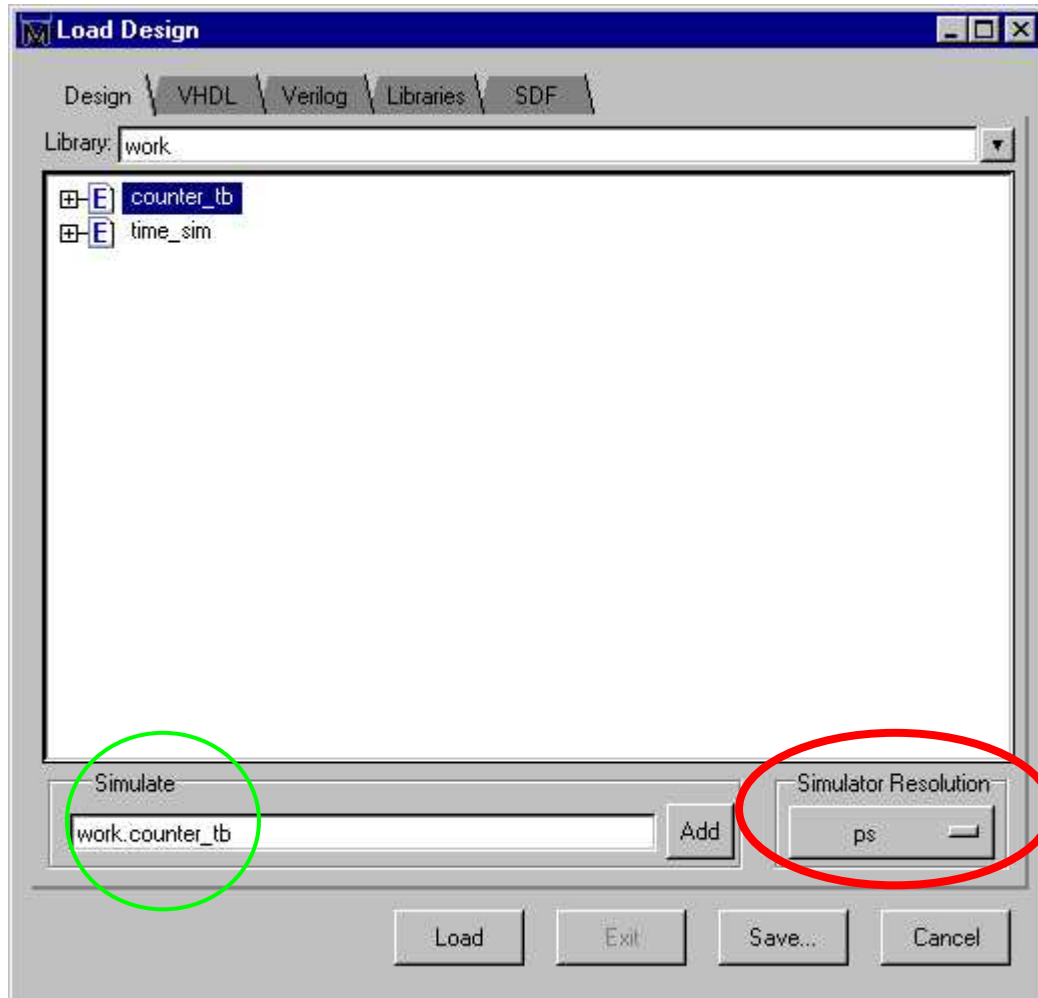 Load Design
Design VHDL Verilog Libraries SDF
Library: work
E counter_tb
E time_sim
Simulate Simulator Resolution
work.counter_tb Add ps
Load Exit Save... Cancel